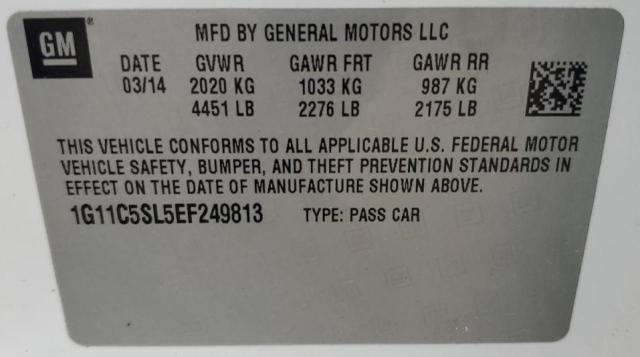 GM®
MFD BY GENERAL MOTORS LLC
DATE GVWR GAWR FRT GAWR RR
03/14 2020 KG 1033 KG 987 KG
4451 LB 2276 LB 2175 LB
THIS VEHICLE CONFORMS TO ALL APPLICABLE U.S. FEDERAL MOTOR
VEHICLE SAFETY, BUMPER, AND THEFT PREVENTION STANDARDS IN
EFFECT ON THE DATE OF MANUFACTURE SHOWN ABOVE.
1G11C5SL5EF249813 TYPE: PASS CAR